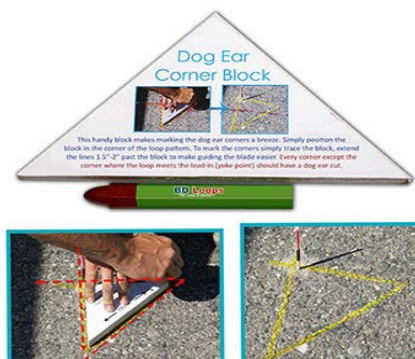 Dog Ear
Corner Block
This handy block makes marking the dog ear corners a breeze. Simply position the
block in the corner of the loop pattern. To mark the corners simply trace the block, extend
the lines 1.5"-2" past the block to make guiding the blade easier. Every corner except the
corner where the loop meets the lead-in (yoke point) should have a dog ear cut.
BD Loops